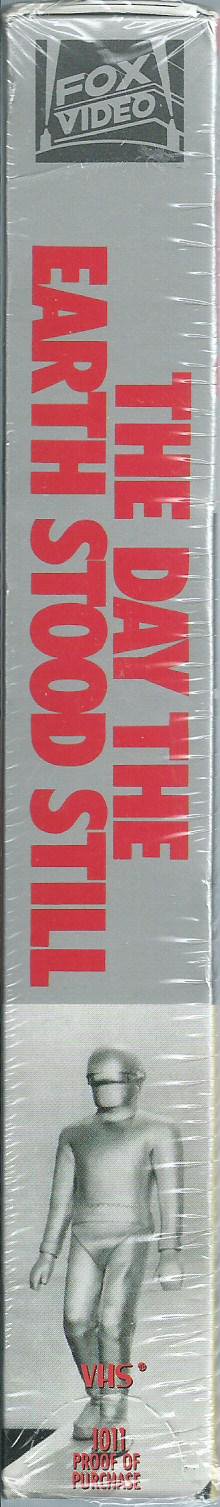 FOX
VIDEO
THE DAY THE
EARTH STOOD STILL
VHS®
1011
PROOF OF
PURCHASE